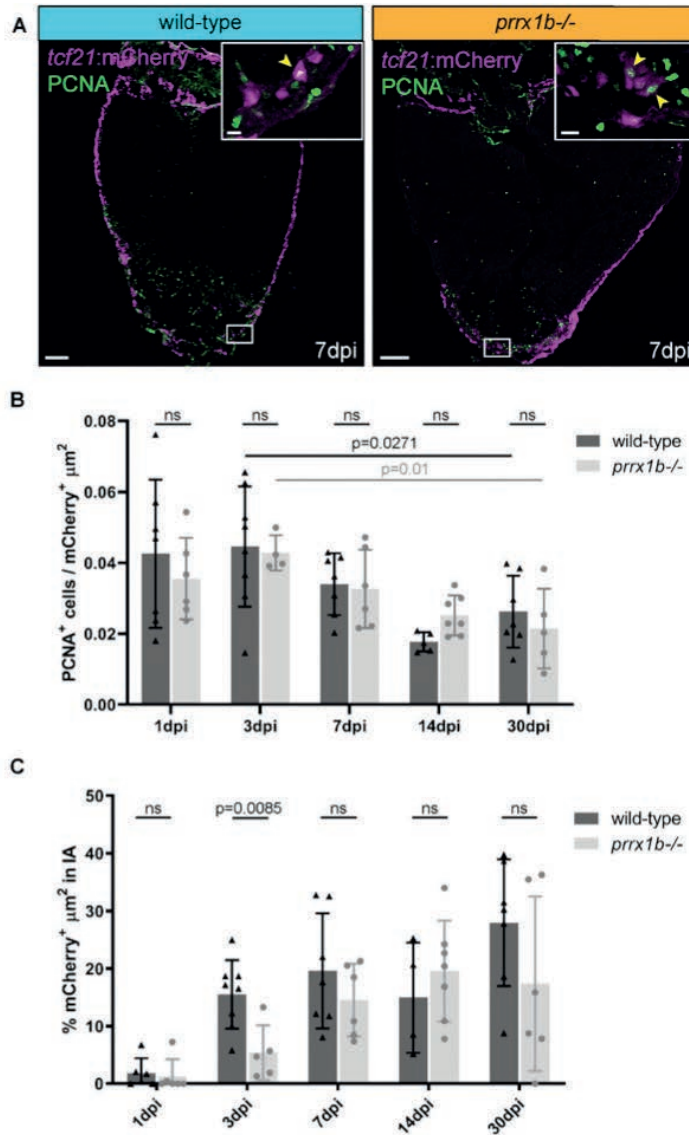 A
wild-type
prrx1b-/-
tcf21:mCherry
PCNA
7dpi
tcf21:mCherry
PCNA
7dpi
B
ns ns ns ns ns
p=0.0271
p=0.01
wild-type
prrx1b-/-
PCNA+ cells / mCherry+ μm2
0.08
0.06
0.04
0.02
0.00
1dpi 3dpi 7dpi 14dpi 30dpi
C
ns p=0.0085 ns ns ns
wild-type
prrx1b-/-
% mCherry+ μm2 in IA
50
40
30
20
10
0
1dpi 3dpi 7dpi 14dpi 30dpi